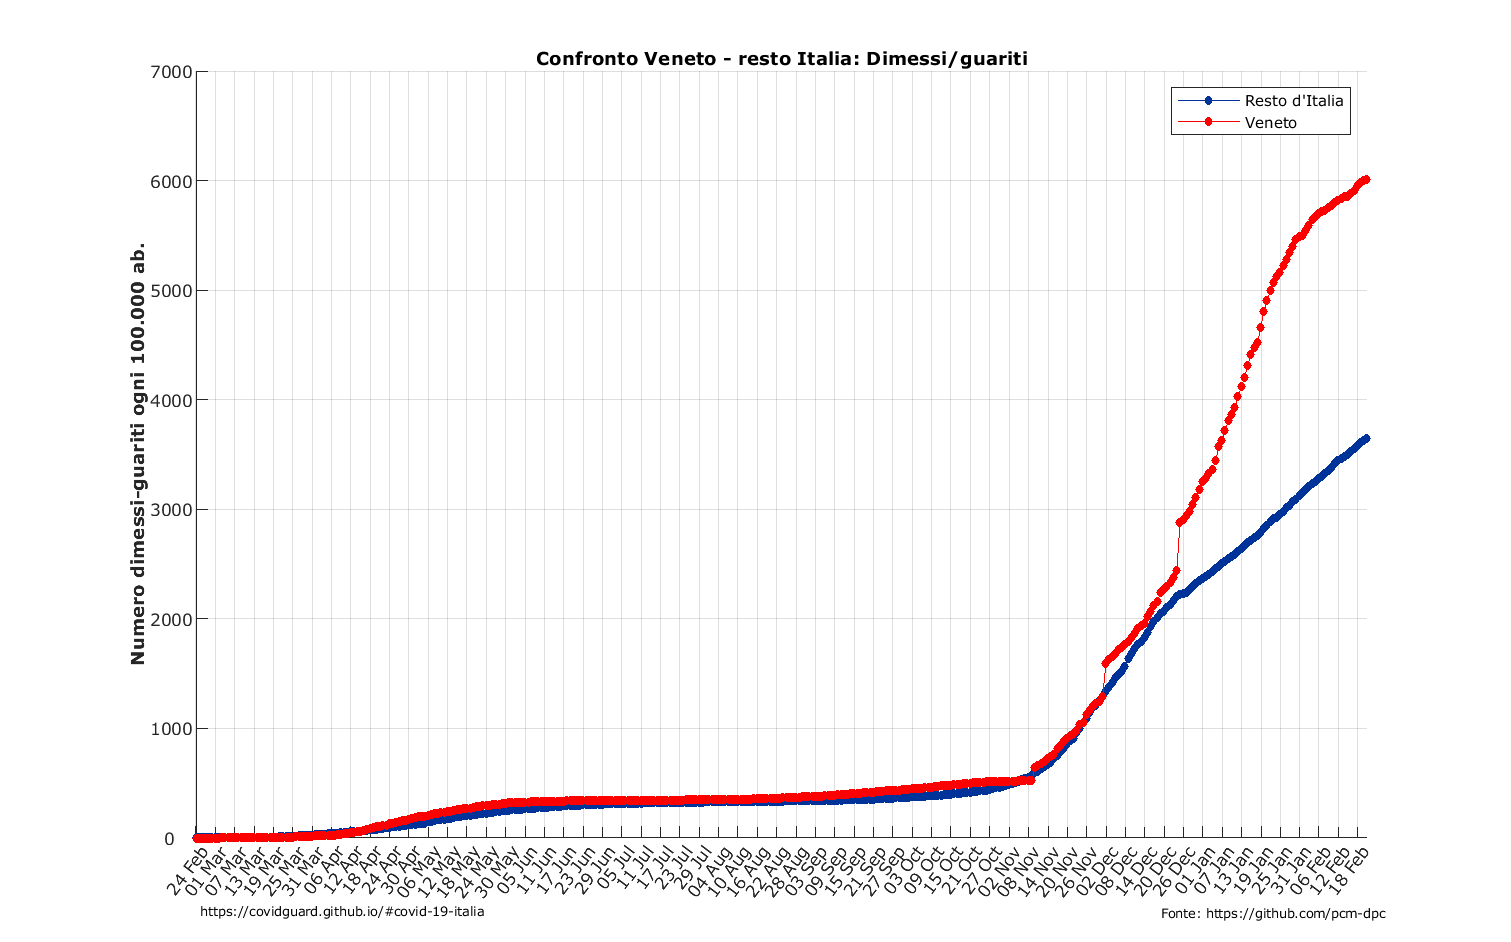 Confronto Veneto - resto Italia: Dimessi/guariti
Resto d'Italia
Veneto
Numero dimessi-guariti ogni 100.000 ab.
7000
6000
5000
4000
3000
2000
1000
0
24 Feb
01 Mar
07 Mar
13 Mar
19 Mar
25 Mar
31 Mar
06 Apr
12 Apr
18 Apr
24 Apr
30 Apr
06 May
12 May
18 May
24 May
30 May
05 Jun
11 Jun
17 Jun
23 Jun
29 Jun
05 Jul
11 Jul
17 Jul
23 Jul
29 Jul
04 Aug
10 Aug
16 Aug
22 Aug
28 Aug
03 Sep
09 Sep
15 Sep
21 Sep
27 Sep
03 Oct
09 Oct
15 Oct
21 Oct
27 Oct
02 Nov
08 Nov
14 Nov
20 Nov
26 Nov
02 Dec
08 Dec
14 Dec
20 Dec
26 Dec
01 Jan
07 Jan
13 Jan
19 Jan
25 Jan
31 Jan
06 Feb
12 Feb
18 Feb
https://covidguard.github.io/#covid-19-italia
Fonte: https://github.com/pcm-dpc